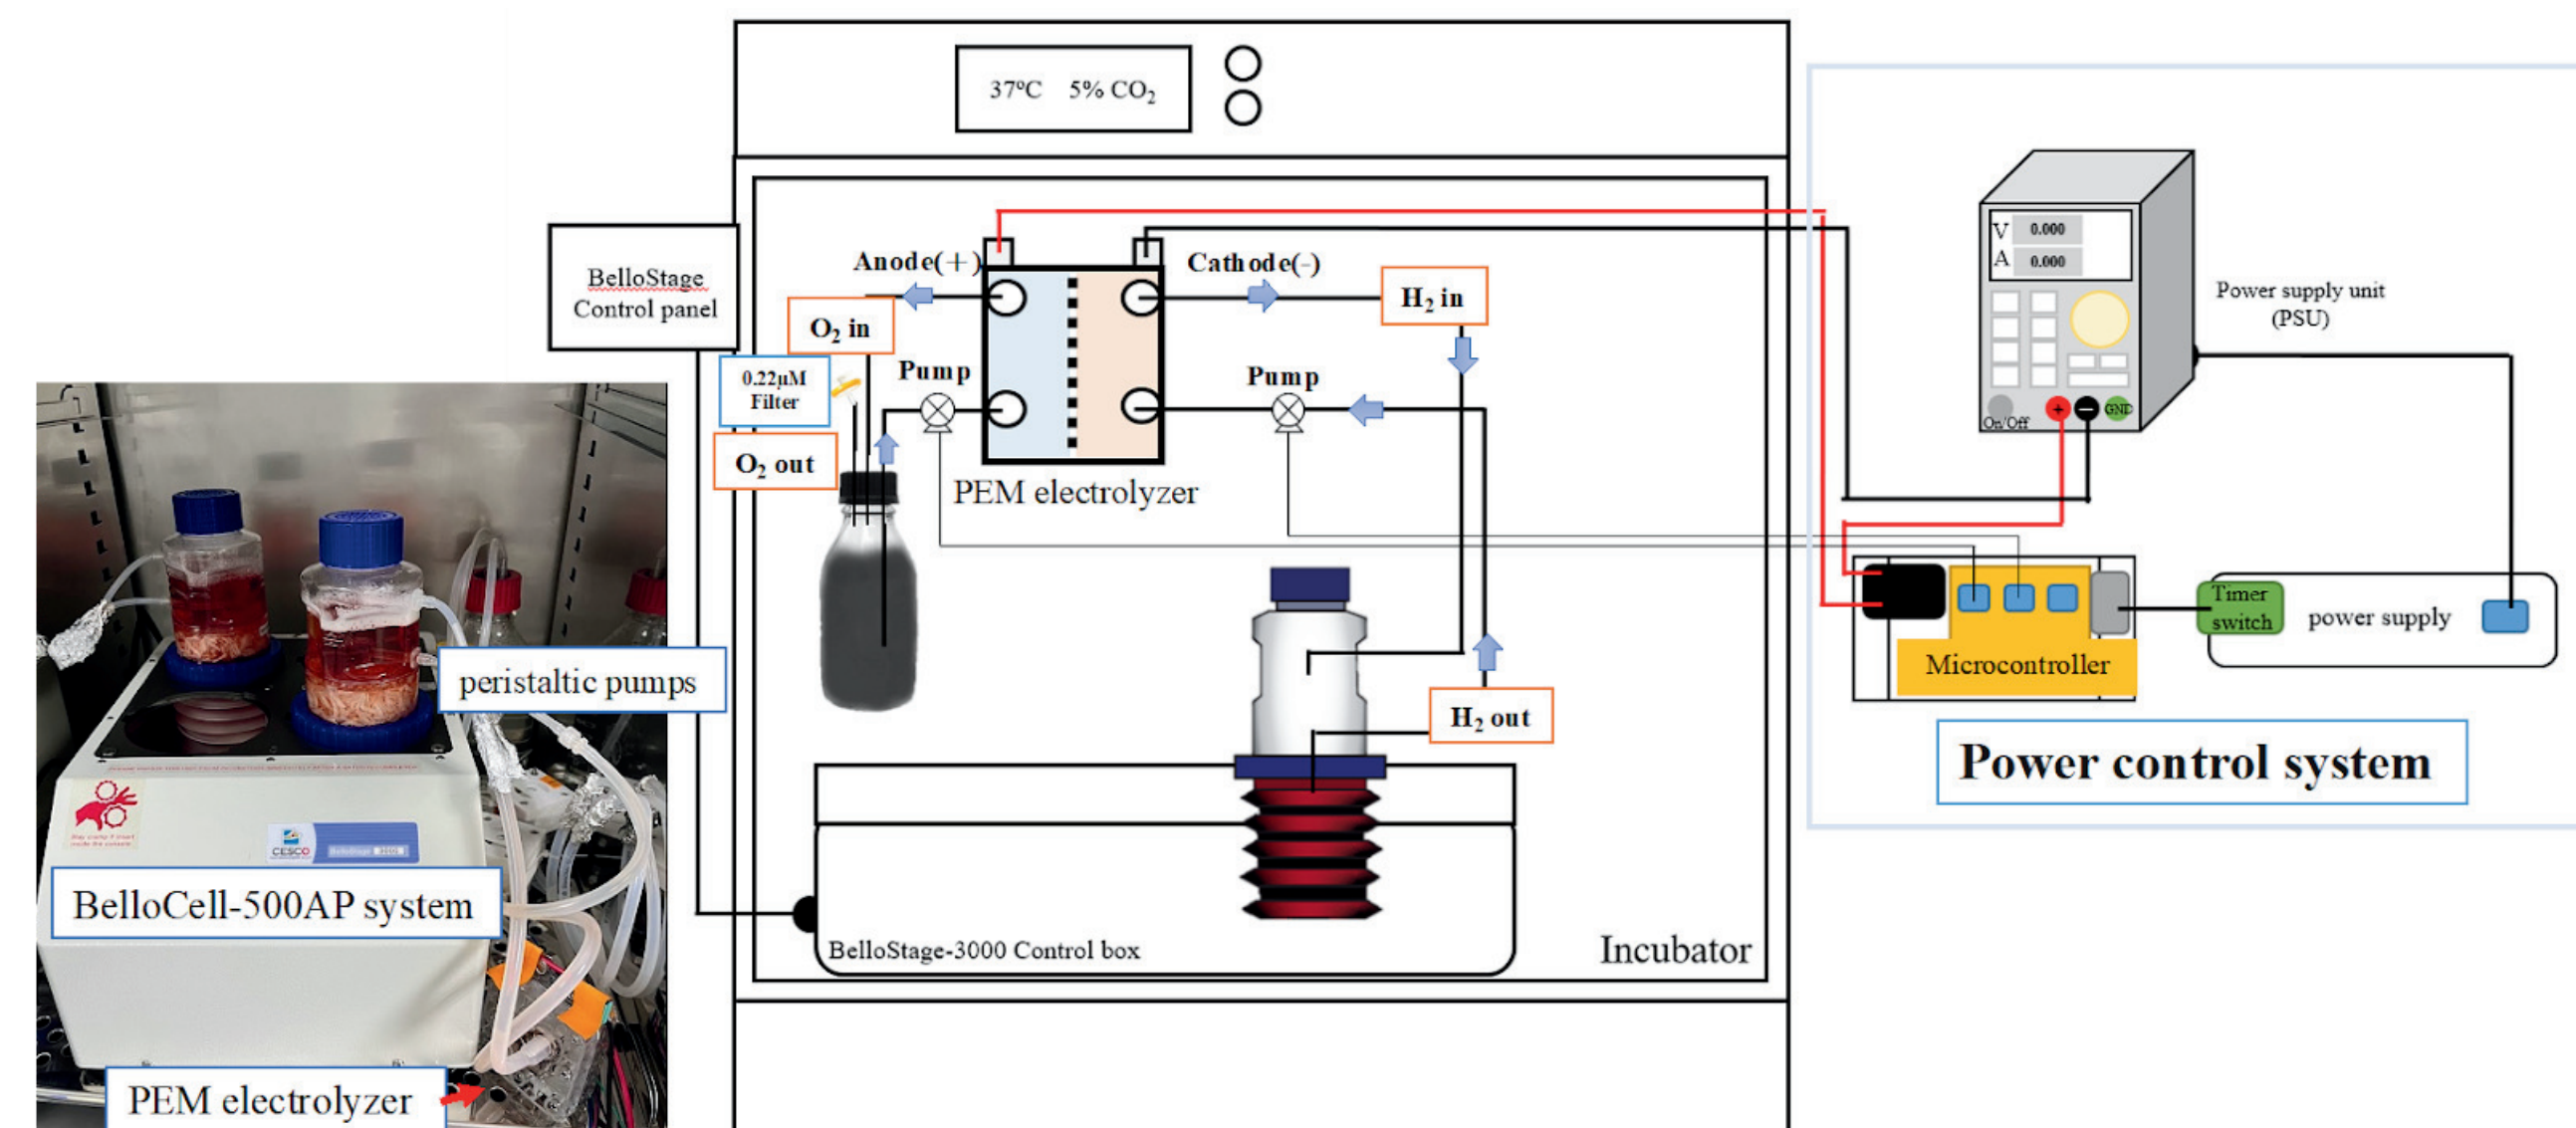 37°C 5% CO₂
BelloStage
Control panel
Anode(+)
Cathode(-)
O₂ in
H₂ in
0.22μM
Filter
Pump
Pump
O₂ out
PEM electrolyzer
H₂ out
BelloStage-3000 Control box
Incubator
peristaltic pumps
CESCO
BelloCell-500AP system
PEM electrolyzer
V 0.000
A 0.000
On/Off
+
−
GND
Power supply unit
(PSU)
Timer
switch
power supply
Microcontroller
Power control system